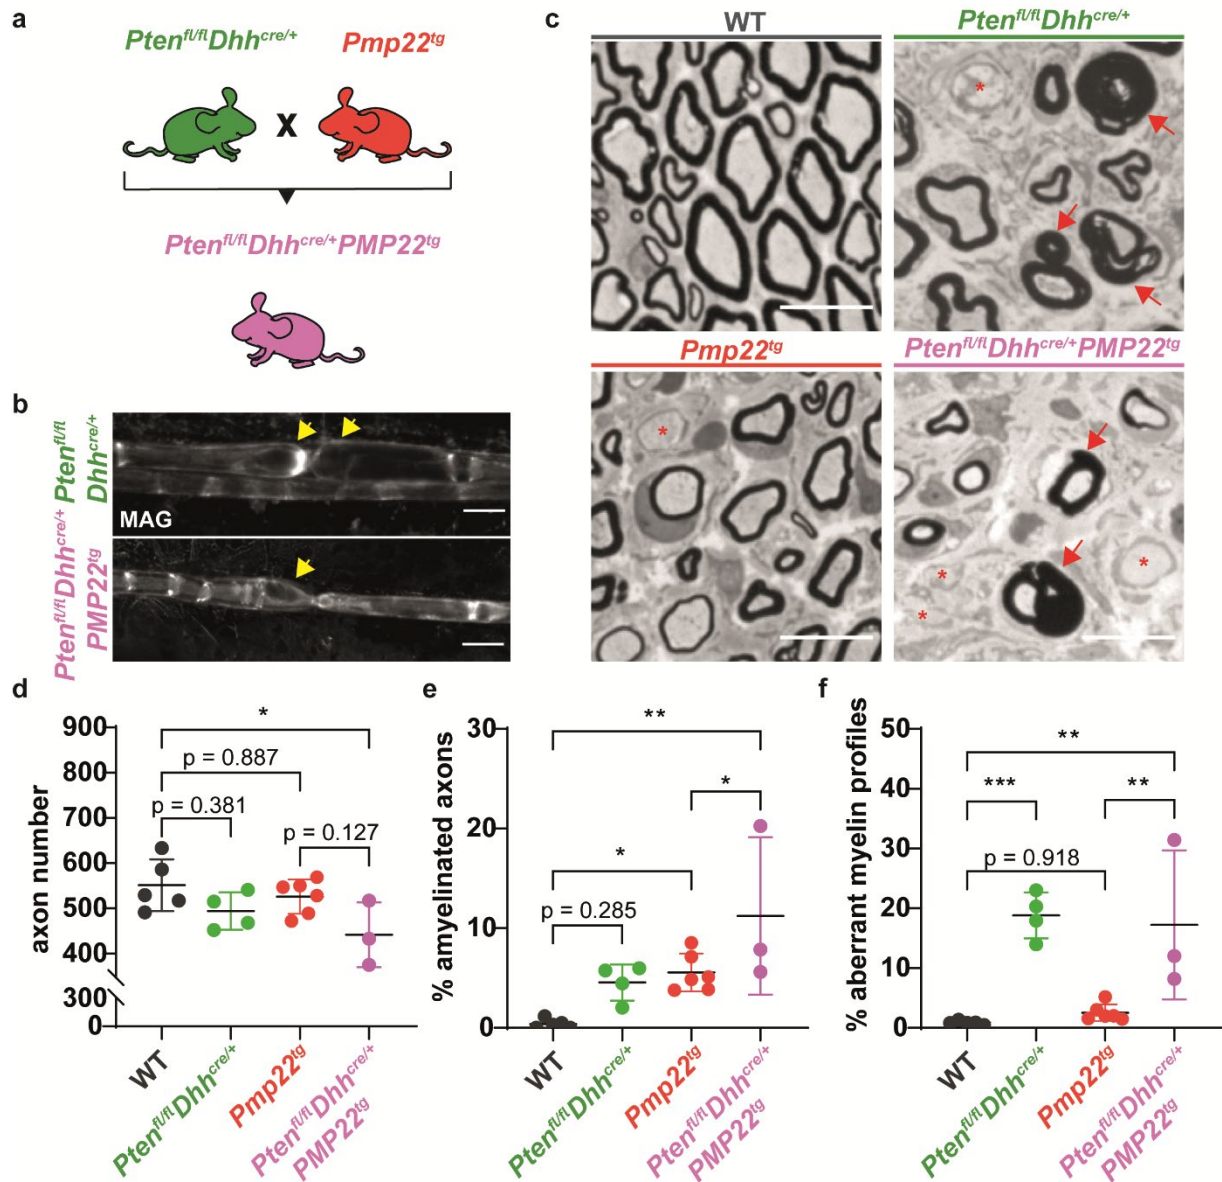 a
Pten^fl/fl Dhh^cre/+
Pmp22^tg
X
Pten^fl/fl Dhh^cre/+ PMP22^tg
b
Pten^fl/fl
Dhh^cre/+
Pten^fl/fl Dhh^cre/+
PMP22^tg
MAG
c
WT
Pten^fl/fl Dhh^cre/+
*
Pmp22^tg
*
Pten^fl/fl Dhh^cre/+ PMP22^tg
*
*
*
d
axon number
900
800
700
600
500
400
300
0
*
p = 0.887
p = 0.381
p = 0.127
WT
Pten^fl/fl Dhh^cre/+
Pmp22^tg
Pten^fl/fl Dhh^cre/+
PMP22^tg
e
% amyelinated axons
30
20
10
0
**
*
*
p = 0.285
WT
Pten^fl/fl Dhh^cre/+
Pmp22^tg
Pten^fl/fl Dhh^cre/+
PMP22^tg
f
% aberrant myelin profiles
50
40
30
20
10
0
**
***
**
p = 0.918
WT
Pten^fl/fl Dhh^cre/+
Pmp22^tg
Pten^fl/fl Dhh^cre/+
PMP22^tg